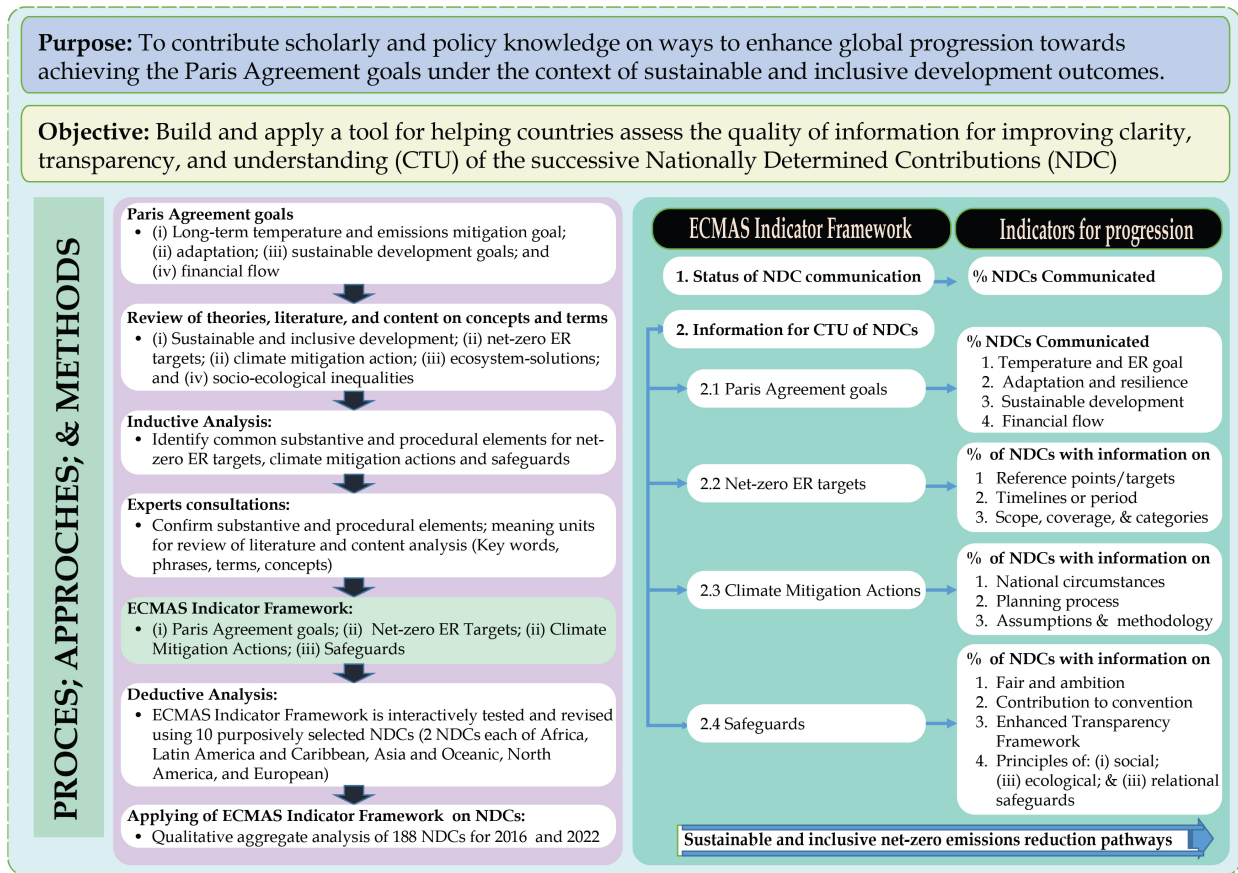 Purpose: To contribute scholarly and policy knowledge on ways to enhance global progression towards
achieving the Paris Agreement goals under the context of sustainable and inclusive development outcomes.
Objective: Build and apply a tool for helping countries assess the quality of information for improving clarity,
transparency, and understanding (CTU) of the successive Nationally Determined Contributions (NDC)
PROCES; APPROCHES; & METHODS
Paris Agreement goals
• (i) Long-term temperature and emissions mitigation goal;
(ii) adaptation; (iii) sustainable development goals; and
(iv) financial flow
Review of theories, literature, and content on concepts and terms
• (i) Sustainable and inclusive development; (ii) net-zero ER
targets; (ii) climate mitigation action; (iii) ecosystem-solutions;
and (iv) socio-ecological inequalities
Inductive Analysis:
• Identify common substantive and procedural elements for net-
zero ER targets, climate mitigation actions and safeguards
Experts consultations:
• Confirm substantive and procedural elements; meaning units
for review of literature and content analysis (Key words,
phrases, terms, concepts)
ECMAS Indicator Framework:
• (i) Paris Agreement goals; (ii) Net-zero ER Targets; (ii) Climate
Mitigation Actions; (iii) Safeguards
Deductive Analysis:
• ECMAS Indicator Framework is interactively tested and revised
using 10 purposively selected NDCs (2 NDCs each of Africa,
Latin America and Caribbean, Asia and Oceanic, North
America, and European)
Applying of ECMAS Indicator Framework on NDCs:
• Qualitative aggregate analysis of 188 NDCs for 2016 and 2022
ECMAS Indicator Framework
Indicators for progression
1. Status of NDC communication
% NDCs Communicated
2. Information for CTU of NDCs
2.1 Paris Agreement goals
% NDCs Communicated
1. Temperature and ER goal
2. Adaptation and resilience
3. Sustainable development
4. Financial flow
2.2 Net-zero ER targets
% of NDCs with information on
1 Reference points/targets
2. Timelines or period
3. Scope, coverage, & categories
2.3 Climate Mitigation Actions
% of NDCs with information on
1. National circumstances
2. Planning process
3. Assumptions & methodology
2.4 Safeguards
% of NDCs with information on
1. Fair and ambition
2. Contribution to convention
3. Enhanced Transparency
Framework
4. Principles of: (i) social;
(iii) ecological; & (iii) relational
safeguards
Sustainable and inclusive net-zero emissions reduction pathways